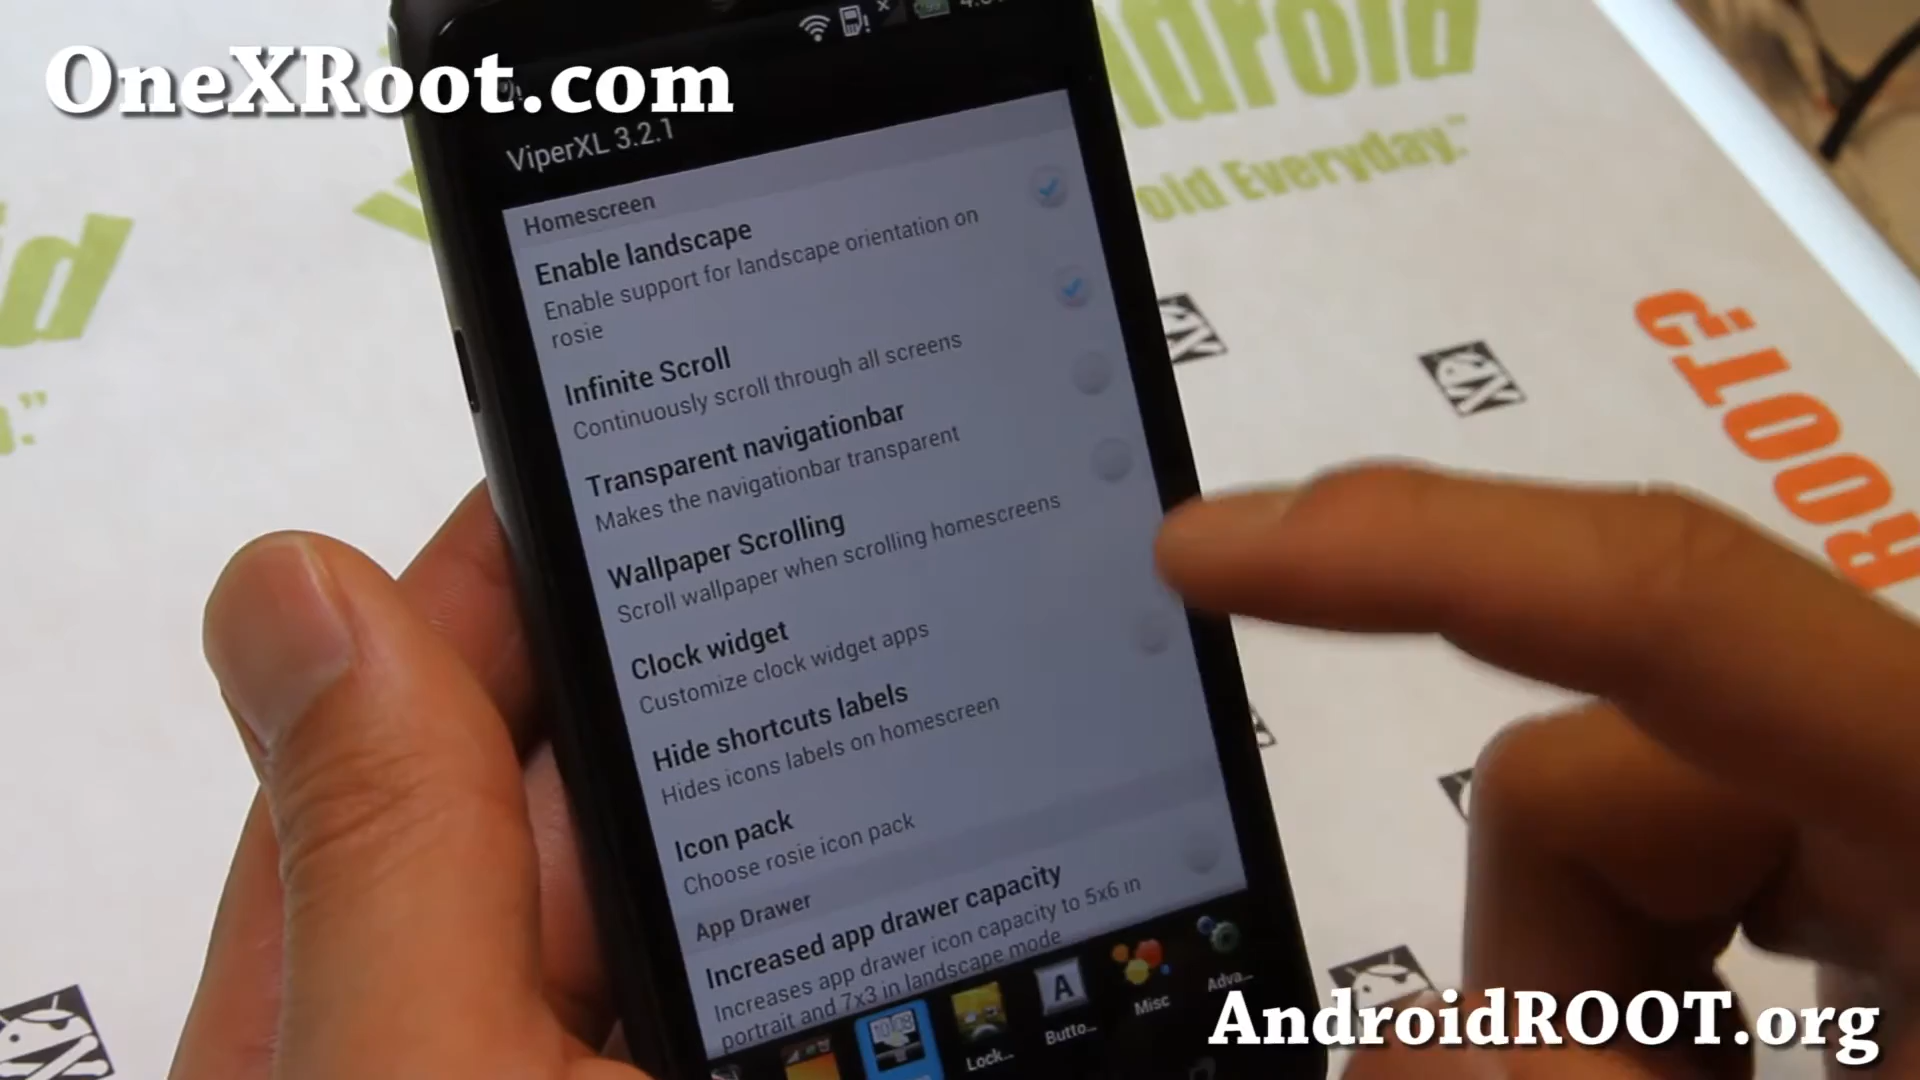 OneXRoot.com
ViperXL 3.2.1
Homescreen
Enable landscape
Enable support for landscape orientation on
rosie
Infinite Scroll
Continuously scroll through all screens
Transparent navigationbar
Makes the navigationbar transparent
Wallpaper Scrolling
Scroll wallpaper when scrolling homescreens
Clock widget
Customize clock widget apps
Hide shortcuts labels
Hides icons labels on homescreen
Icon pack
Choose rosie icon pack
App Drawer
Increased app drawer capacity
Increases app drawer icon capacity to 5x6 in
portrait and 7x3 in landscape mode
Lock...
A
Butto...
Misc
Adva...
Android
oid Everyday."
ROOT?
AndroidROOT.org